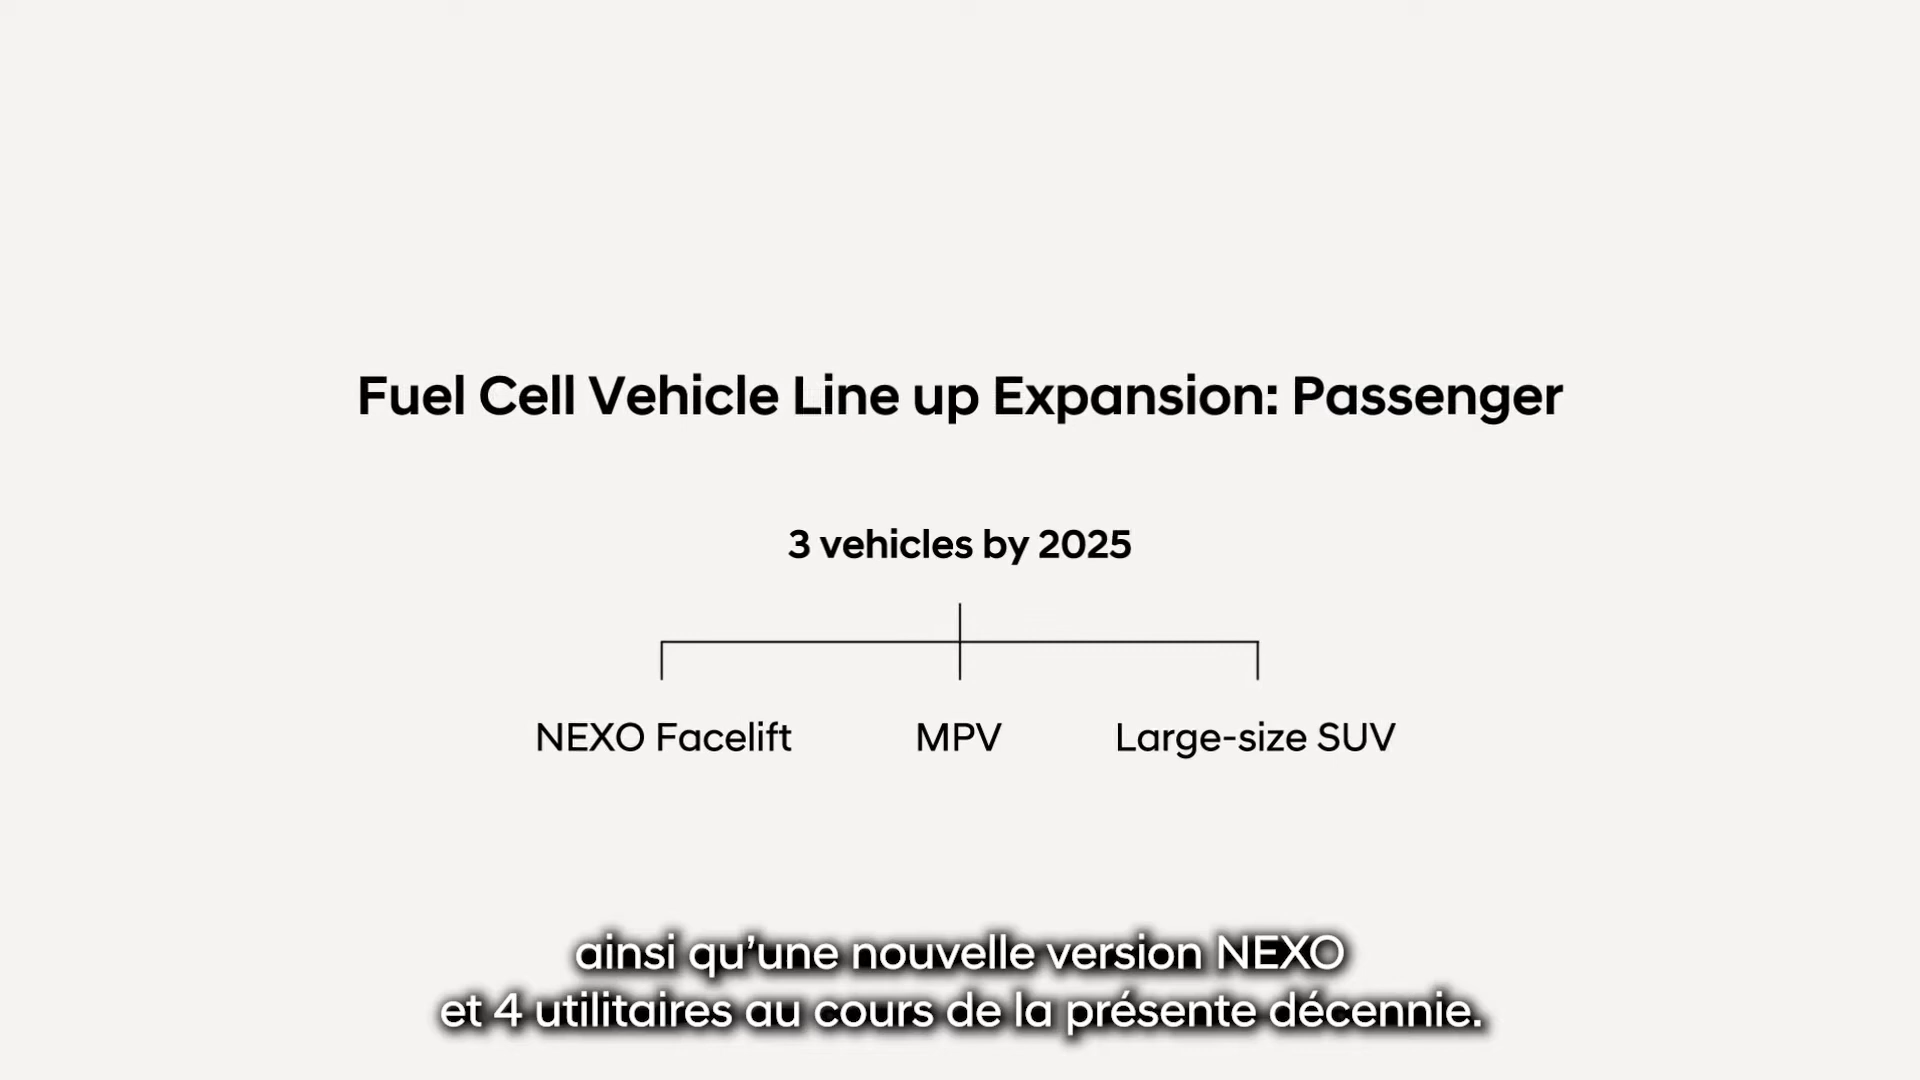 Fuel Cell Vehicle Line up Expansion: Passenger
3 vehicles by 2025
NEXO Facelift MPV Large-size SUV
ainsi qu’une nouvelle version NEXO
et 4 utilitaires au cours de la présente décennie.